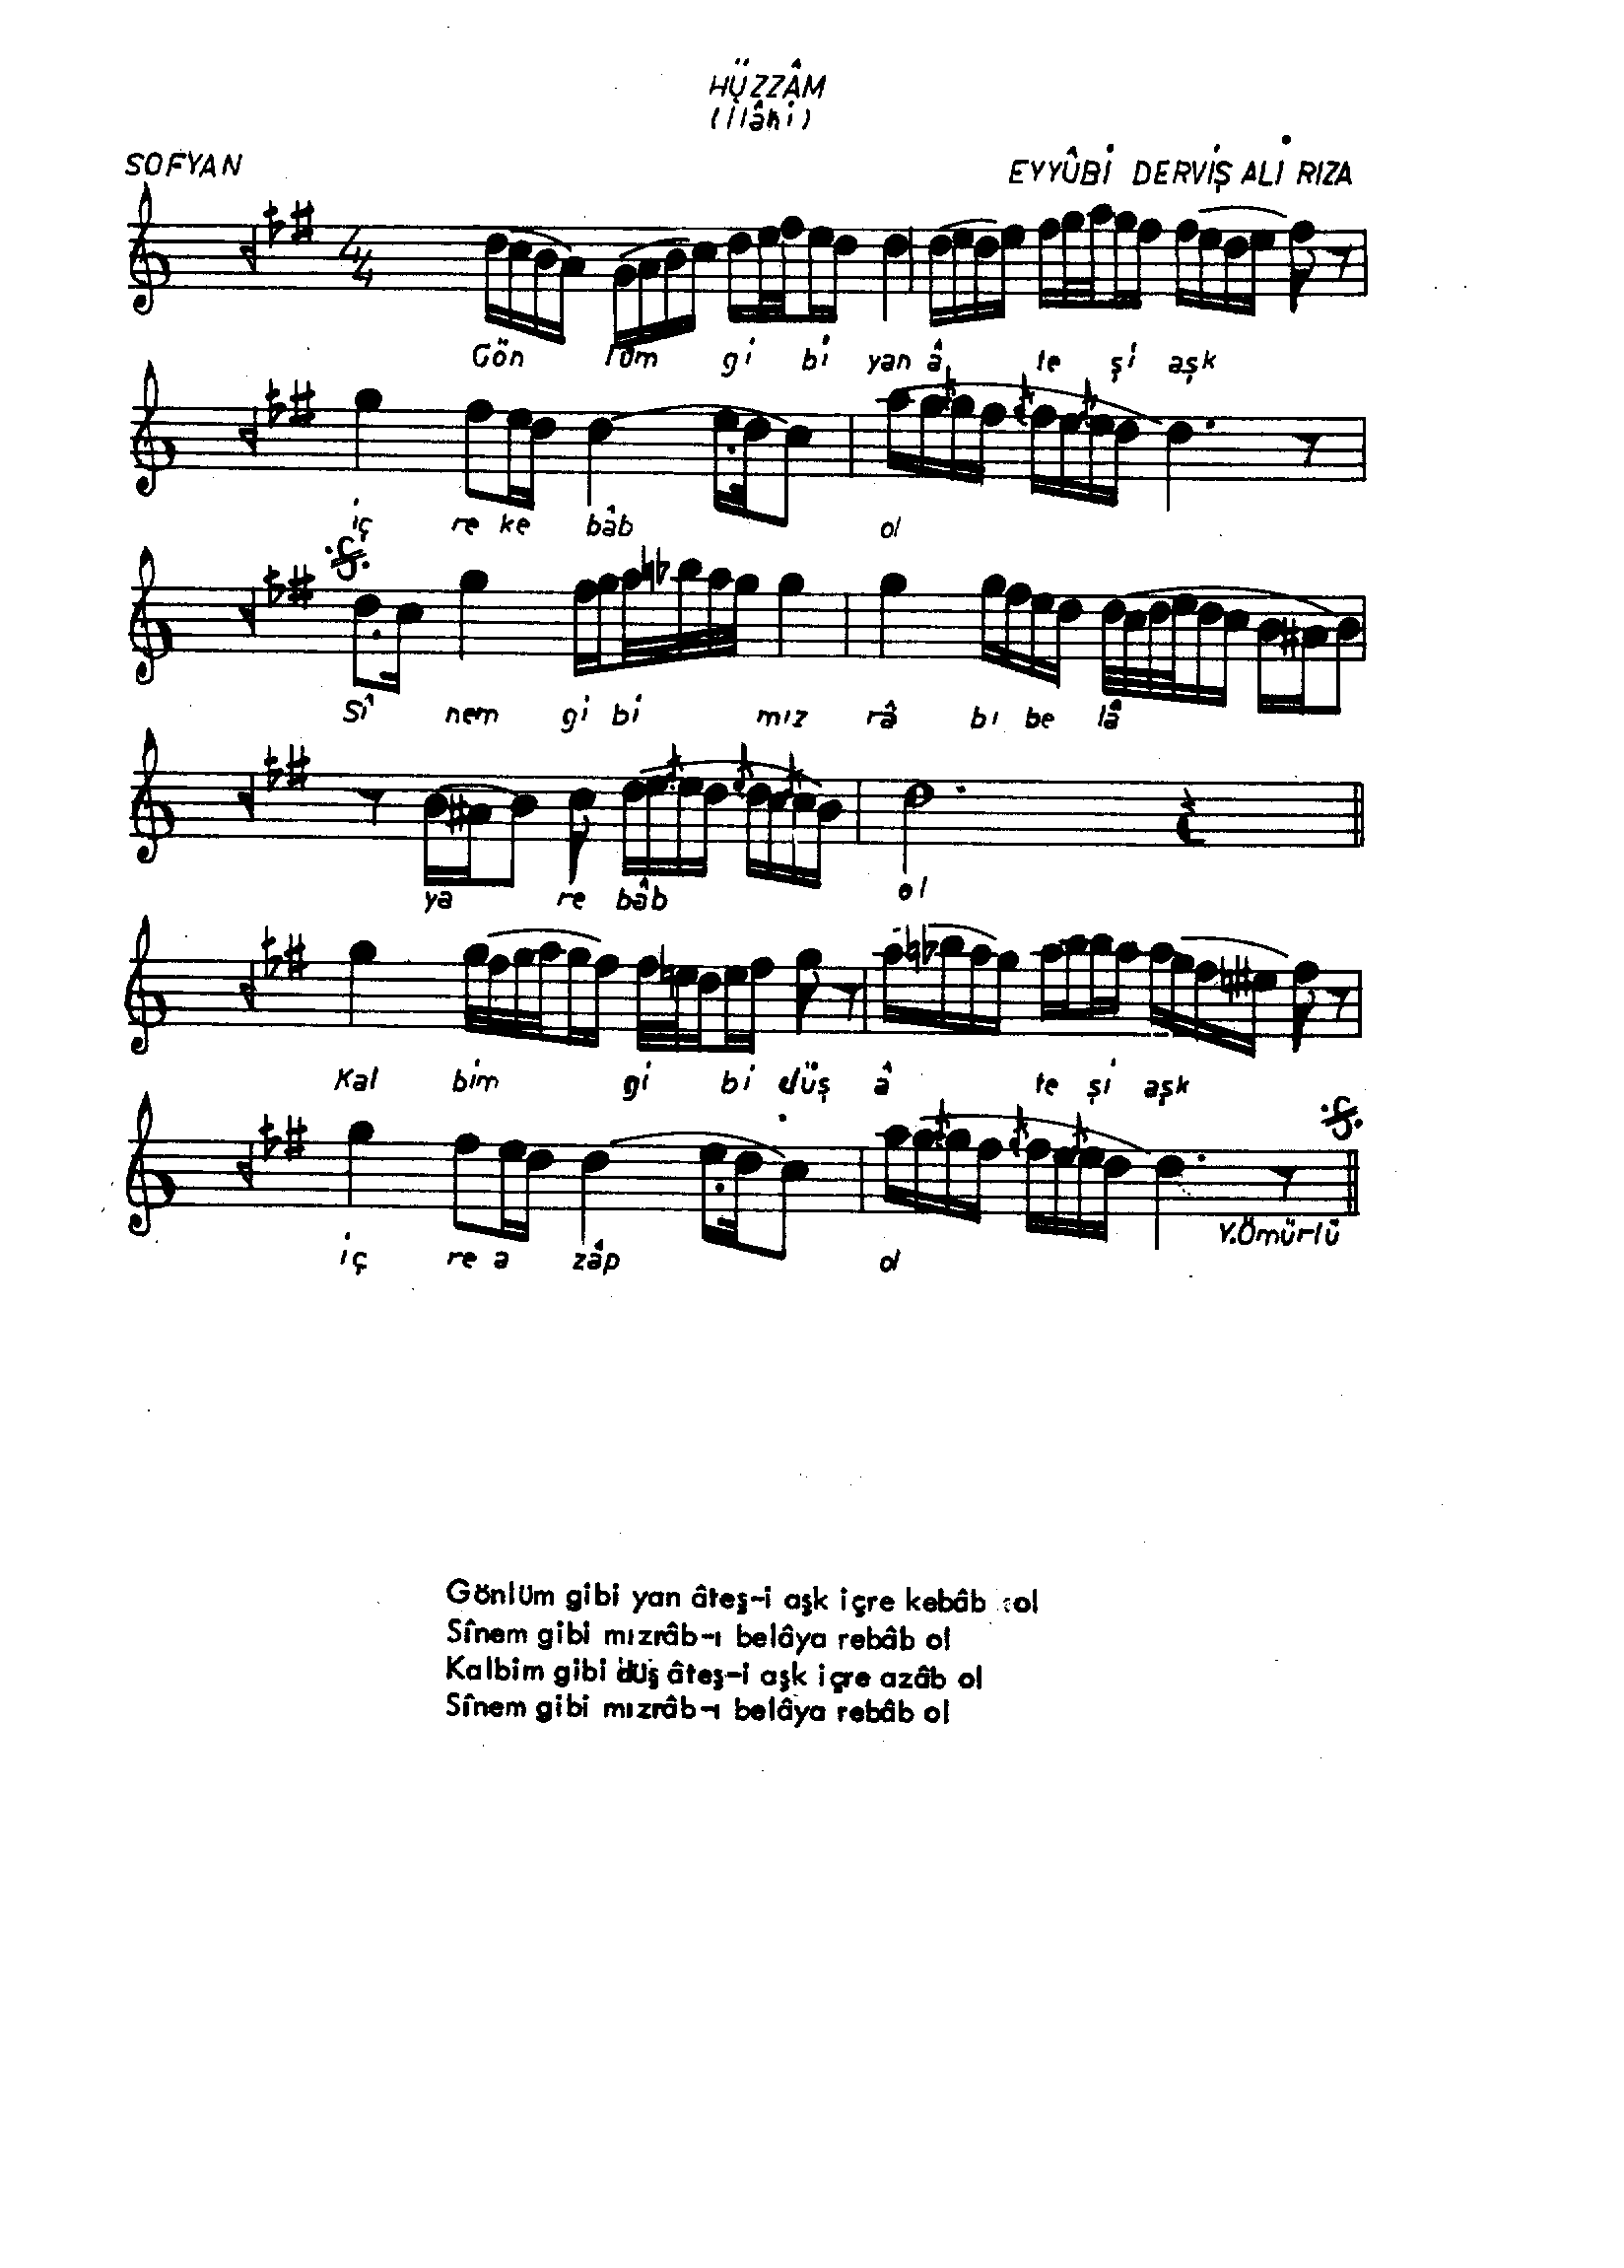 HÜZZÂM
(İlâhi)
SOFYAN
EYYÛBİ DERVİŞ ALİ RIZA
4/4
Gön lüm gi bi yan â te şi aşk
iç re ke bâb ol
Sî nem gi bi mız râ bı be lâ
ya re bâb ol
Kal bim gi bi düş â te şi aşk
iç re a zâp ol
Y.Ömürlü
Gönlüm gibi yan âteş-i aşk içre kebâb ol
Sînem gibi mızrâb-ı belâya rebâb ol
Kalbim gibi düş âteş-i aşk içre azâb ol
Sînem gibi mızrâb-ı belâya rebâb ol